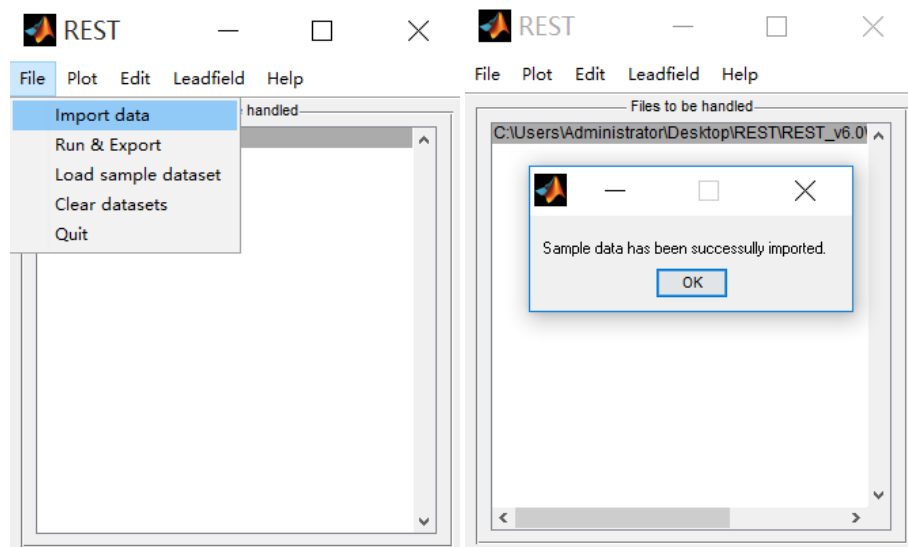 REST
File Plot Edit Leadfield Help
handled
Import data
Run & Export
Load sample dataset
Clear datasets
Quit
REST
File Plot Edit Leadfield Help
Files to be handled
C:\Users\Administrator\Desktop\REST\REST_v6.0\
Sample data has been successully imported.
OK